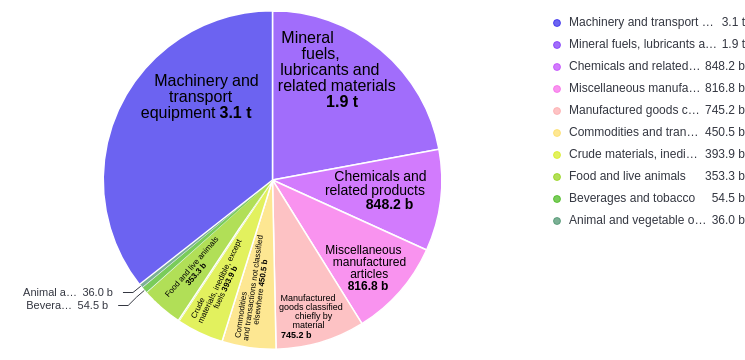 Machinery and
transport
equipment 3.1 t
Mineral
fuels,
lubricants and
related materials
1.9 t
Chemicals and
related products
848.2 b
Miscellaneous
manufactured
articles
816.8 b
Manufactured
goods classified
chiefly by
material
745.2 b
Commodities
and transactions not classified
elsewhere 450.5 b
Crude
materials, inedible, except
fuels 393.9 b
Food and live animals
353.3 b
Animal a... 36.0 b
Bevera... 54.5 b
Machinery and transport ... 3.1 t
Mineral fuels, lubricants a... 1.9 t
Chemicals and related... 848.2 b
Miscellaneous manufa... 816.8 b
Manufactured goods c... 745.2 b
Commodities and tran... 450.5 b
Crude materials, inedi... 393.9 b
Food and live animals 353.3 b
Beverages and tobacco 54.5 b
Animal and vegetable o... 36.0 b